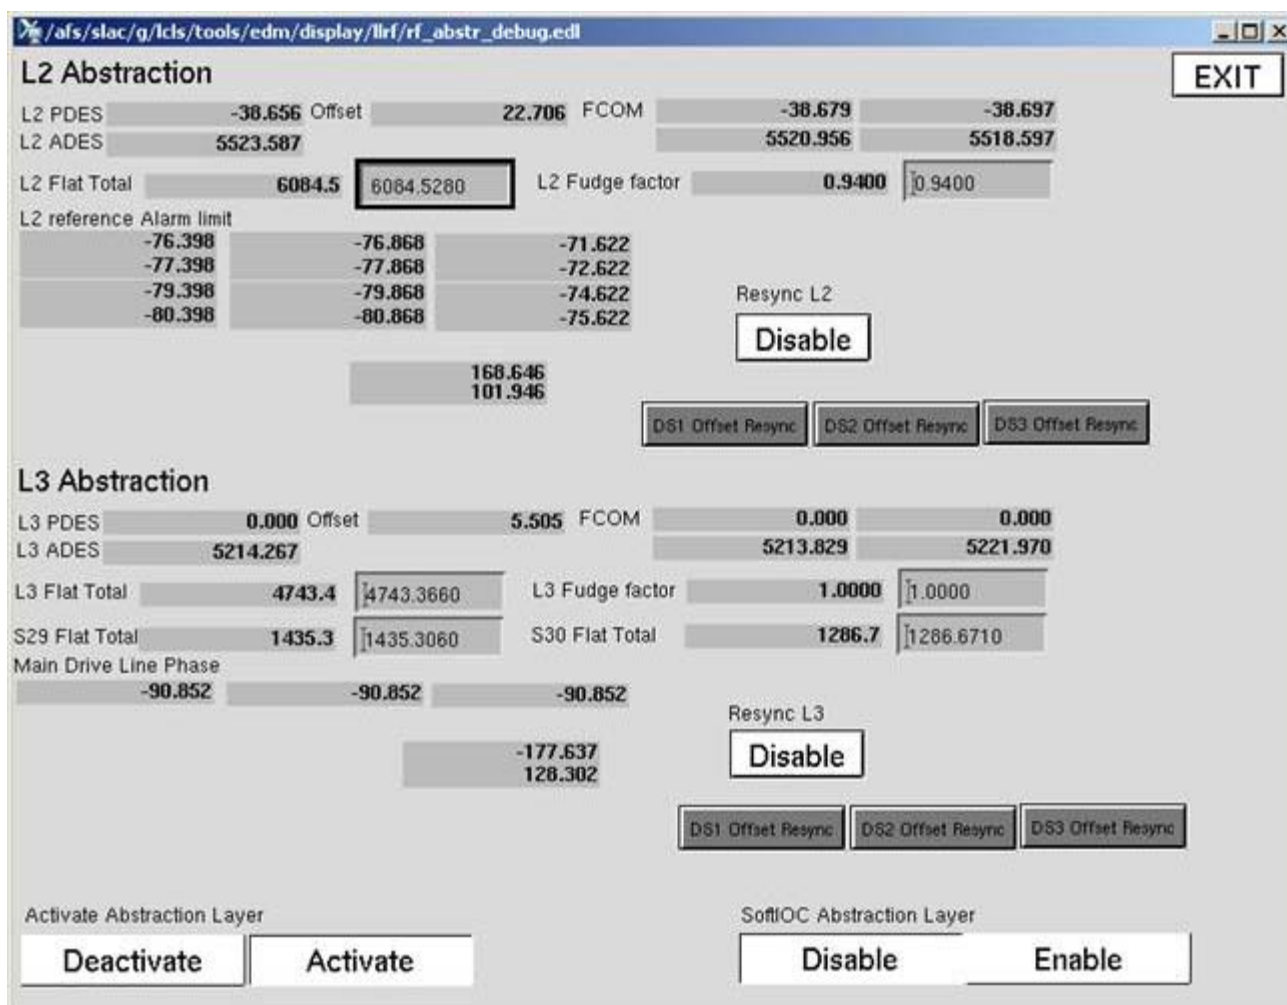 /afs/slac/g/lcls/tools/edm/display/llrf/rf_abstr_debug.edl
L2 Abstraction
EXIT
L2 PDES -38.656 Offset 22.706 FCOM -38.679 -38.697
L2 ADES 5523.587 5520.956 5518.597
L2 Flat Total 6084.5 6084.5280 L2 Fudge factor 0.9400 0.9400
L2 reference Alarm limit
-76.398 -76.868 -71.622
-77.398 -77.868 -72.622
-79.398 -79.868 -74.622
-80.398 -80.868 -75.622
Resync L2
Disable
168.646
101.946
DS1 Offset Resync DS2 Offset Resync DS3 Offset Resync
L3 Abstraction
L3 PDES 0.000 Offset 5.505 FCOM 0.000 0.000
L3 ADES 5214.267 5213.829 5221.970
L3 Flat Total 4743.4 4743.3660 L3 Fudge factor 1.0000 1.0000
S29 Flat Total 1435.3 1435.3060 S30 Flat Total 1286.7 1286.6710
Main Drive Line Phase
-90.852 -90.852 -90.852
Resync L3
Disable
-177.637
128.302
DS1 Offset Resync DS2 Offset Resync DS3 Offset Resync
Activate Abstraction Layer SoftIOC Abstraction Layer
Deactivate Activate Disable Enable